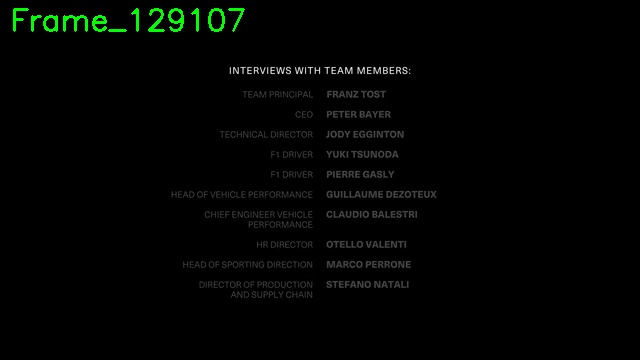 Frame_129107
INTERVIEWS WITH TEAM MEMBERS:
TEAM PRINCIPAL FRANZ TOST
CEO PETER BAYER
TECHNICAL DIRECTOR JODY EGGINTON
F1 DRIVER YUKI TSUNODA
F1 DRIVER PIERRE GASLY
HEAD OF VEHICLE PERFORMANCE GUILLAUME DEZOTEUX
CHIEF ENGINEER VEHICLE CLAUDIO BALESTRI
PERFORMANCE
HR DIRECTOR OTELLO VALENTI
HEAD OF SPORTING DIRECTION MARCO PERRONE
DIRECTOR OF PRODUCTION STEFANO NATALI
AND SUPPLY CHAIN